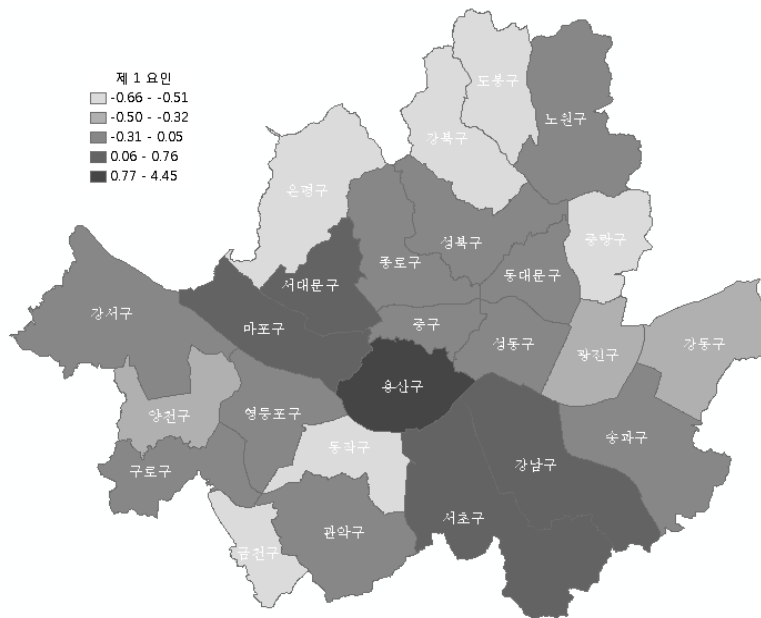 제 1 요인
-0.66 - -0.51
-0.50 - -0.32
-0.31 - 0.05
0.06 - 0.76
0.77 - 4.45
도봉구
노원구
강북구
은평구
중랑구
성북구
종로구
동대문구
서대문구
강서구
마포구
중구
성동구
광진구
강동구
용산구
양천구
영등포구
송파구
동작구
강남구
구로구
서초구
관악구
금천구